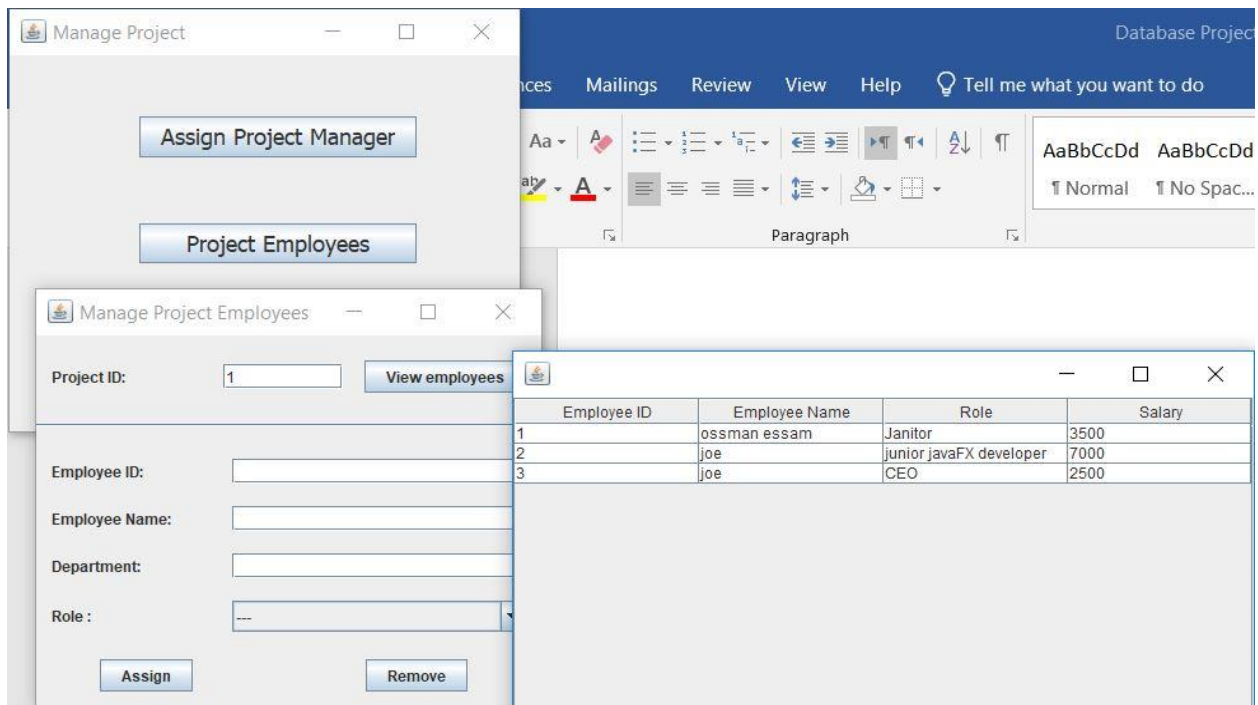 Manage Project
Assign Project Manager
Project Employees
Database Project
Mailings Review View Help Tell me what you want to do
Aa
AaBbCcDd AaBbCcDd
¶ Normal ¶ No Spac...
Paragraph
Manage Project Employees
Project ID: 1 View employees
Employee ID:
Employee Name:
Department:
Role : ---
Assign Remove
Employee ID Employee Name Role Salary
1 ossman essam Janitor 3500
2 joe junior javaFX developer 7000
3 joe CEO 2500